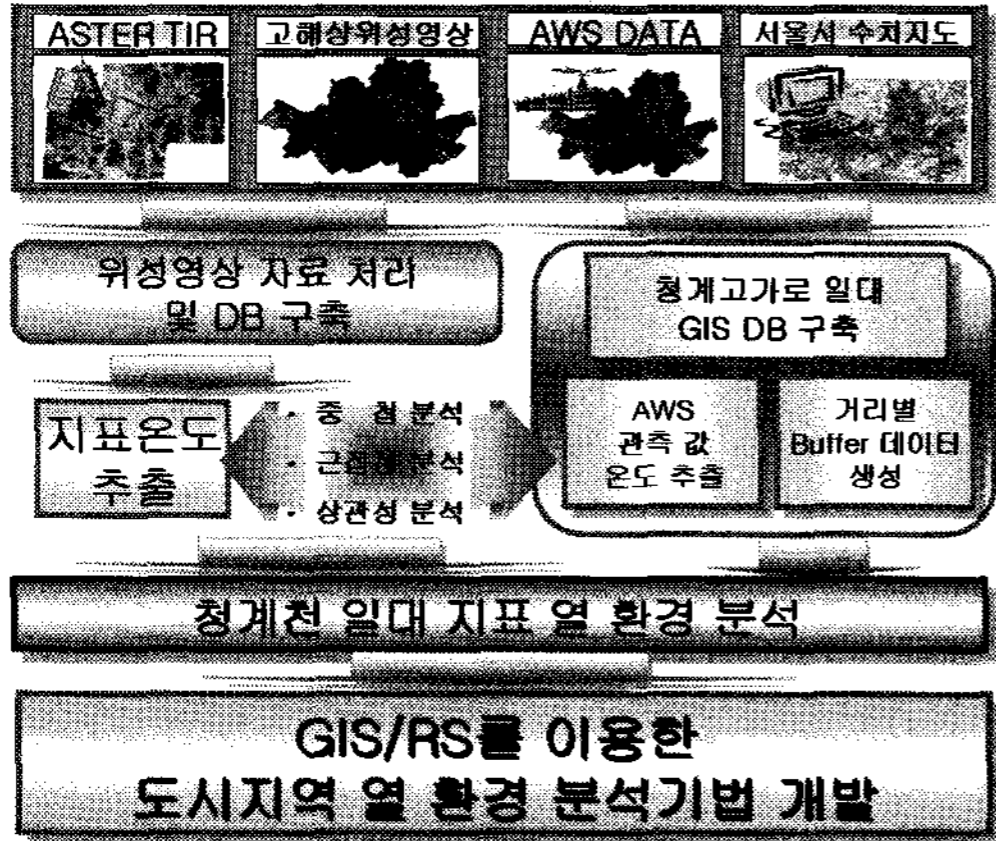 ASTER TIR
고해상위성영상
AWS DATA
서울시 수치지도
위성영상 자료 처리
및 DB 구축
청계고가로 일대
GIS DB 구축
지표온도
추출
· 중 첩 분석
· 근접제 분석
· 상관성 분석
AWS
관측 값
온도 추출
거리별
Buffer 데이터
생성
청계천 일대 지표 열 환경 분석
GIS/RS를 이용한
도시지역 열 환경 분석기법 개발